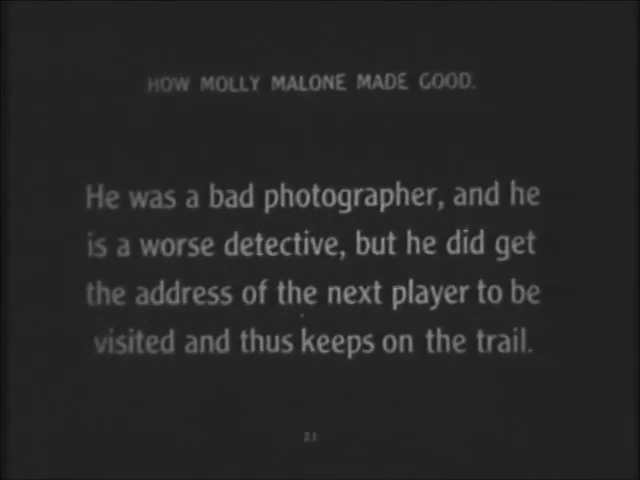 HOW MOLLY MALONE MADE GOOD.
He was a bad photographer, and he
is a worse detective, but he did get
the address of the next player to be
visited and thus keeps on the trail.
21